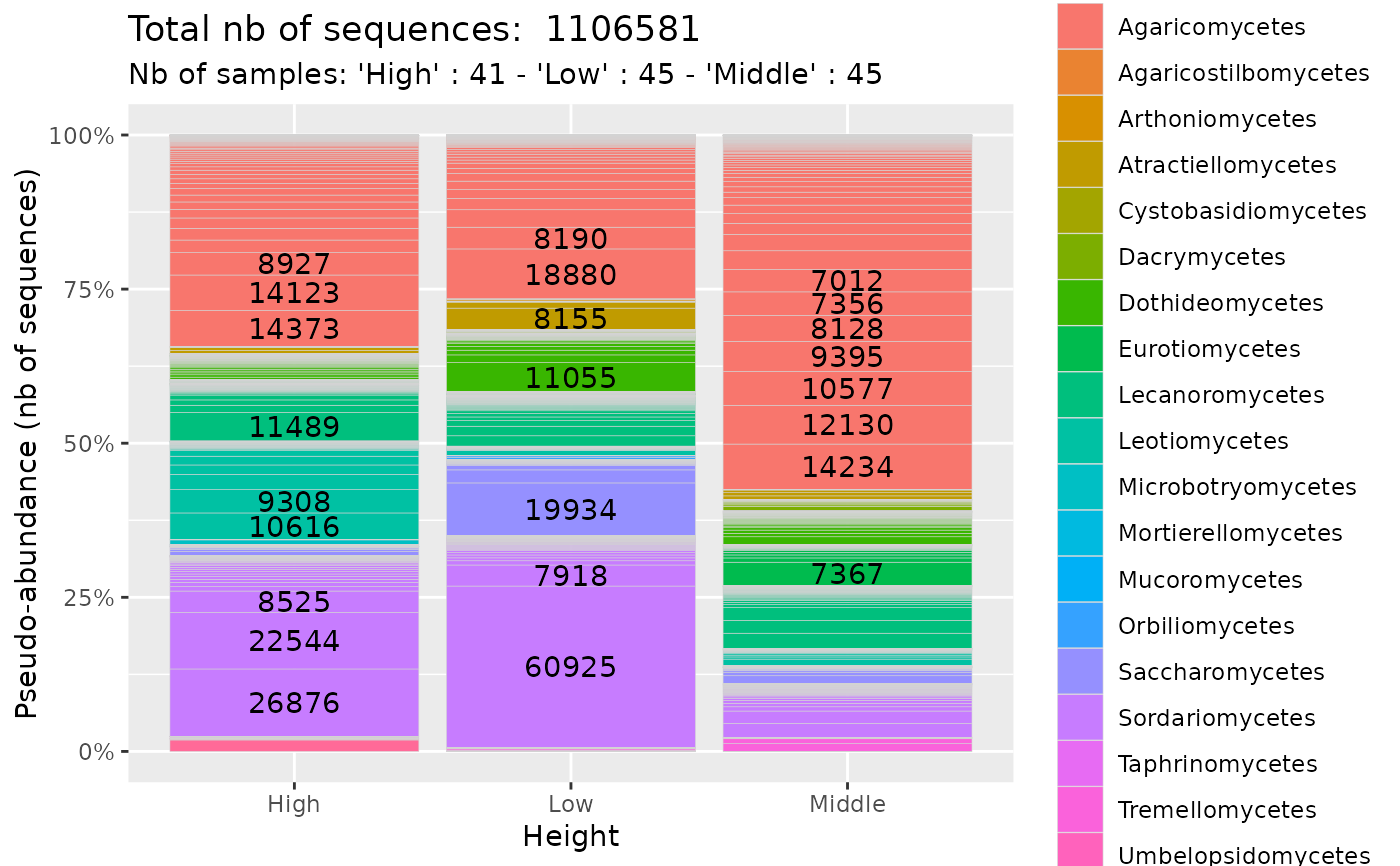 Total nb of sequences:  1106581
Nb of samples: 'High' : 41 - 'Low' : 45 - 'Middle' : 45
Pseudo-abundance (nb of sequences)
100%
75%
50%
25%
0%
8927
14123
14373
11489
9308
10616
8525
22544
26876
8190
18880
8155
11055
19934
7918
60925
7012
7356
8128
9395
10577
12130
14234
7367
High
Low
Middle
Height
Agaricomycetes
Agaricostilbomycetes
Arthoniomycetes
Atractiellomycetes
Cystobasidiomycetes
Dacrymycetes
Dothideomycetes
Eurotiomycetes
Lecanoromycetes
Leotiomycetes
Microbotryomycetes
Mortierellomycetes
Mucoromycetes
Orbiliomycetes
Saccharomycetes
Sordariomycetes
Taphrinomycetes
Tremellomycetes
Umbelopsidomycetes